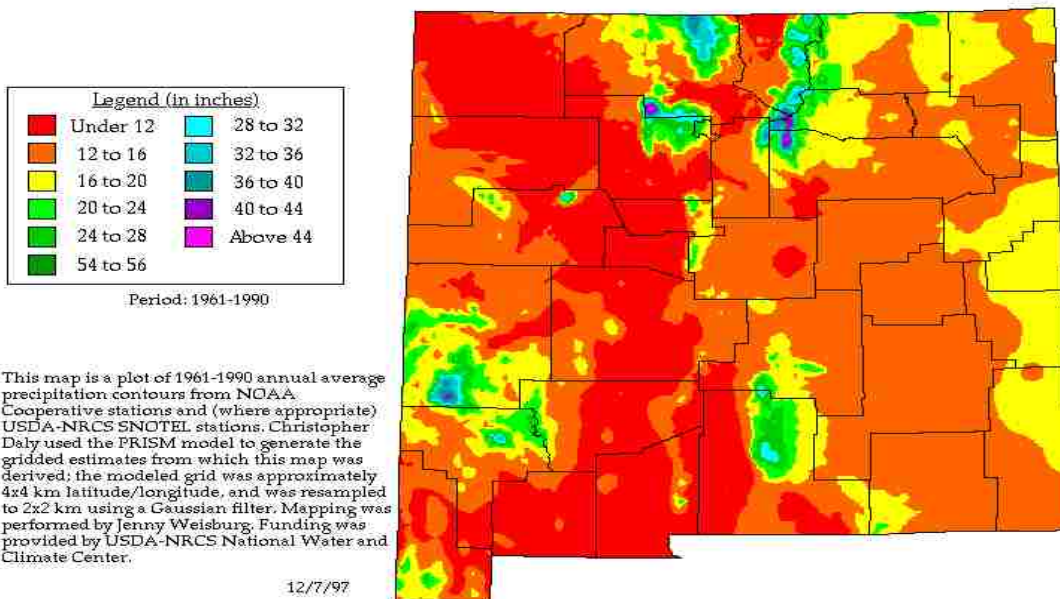 Legend (in inches)
Under 12
12 to 16
16 to 20
20 to 24
24 to 28
54 to 56
28 to 32
32 to 36
36 to 40
40 to 44
Above 44
Period: 1961-1990
This map is a plot of 1961-1990 annual average
precipitation contours from NOAA
Cooperative stations and (where appropriate)
USDA-NRCS SNOTEL stations. Christopher
Daly used the PRISM model to generate the
gridded estimates from which this map was
derived; the modeled grid was approximately
4x4 km latitude/longitude, and was resampled
to 2x2 km using a Gaussian filter. Mapping was
performed by Jenny Weisburg. Funding was
provided by USDA-NRCS National Water and
Climate Center.
12/7/97